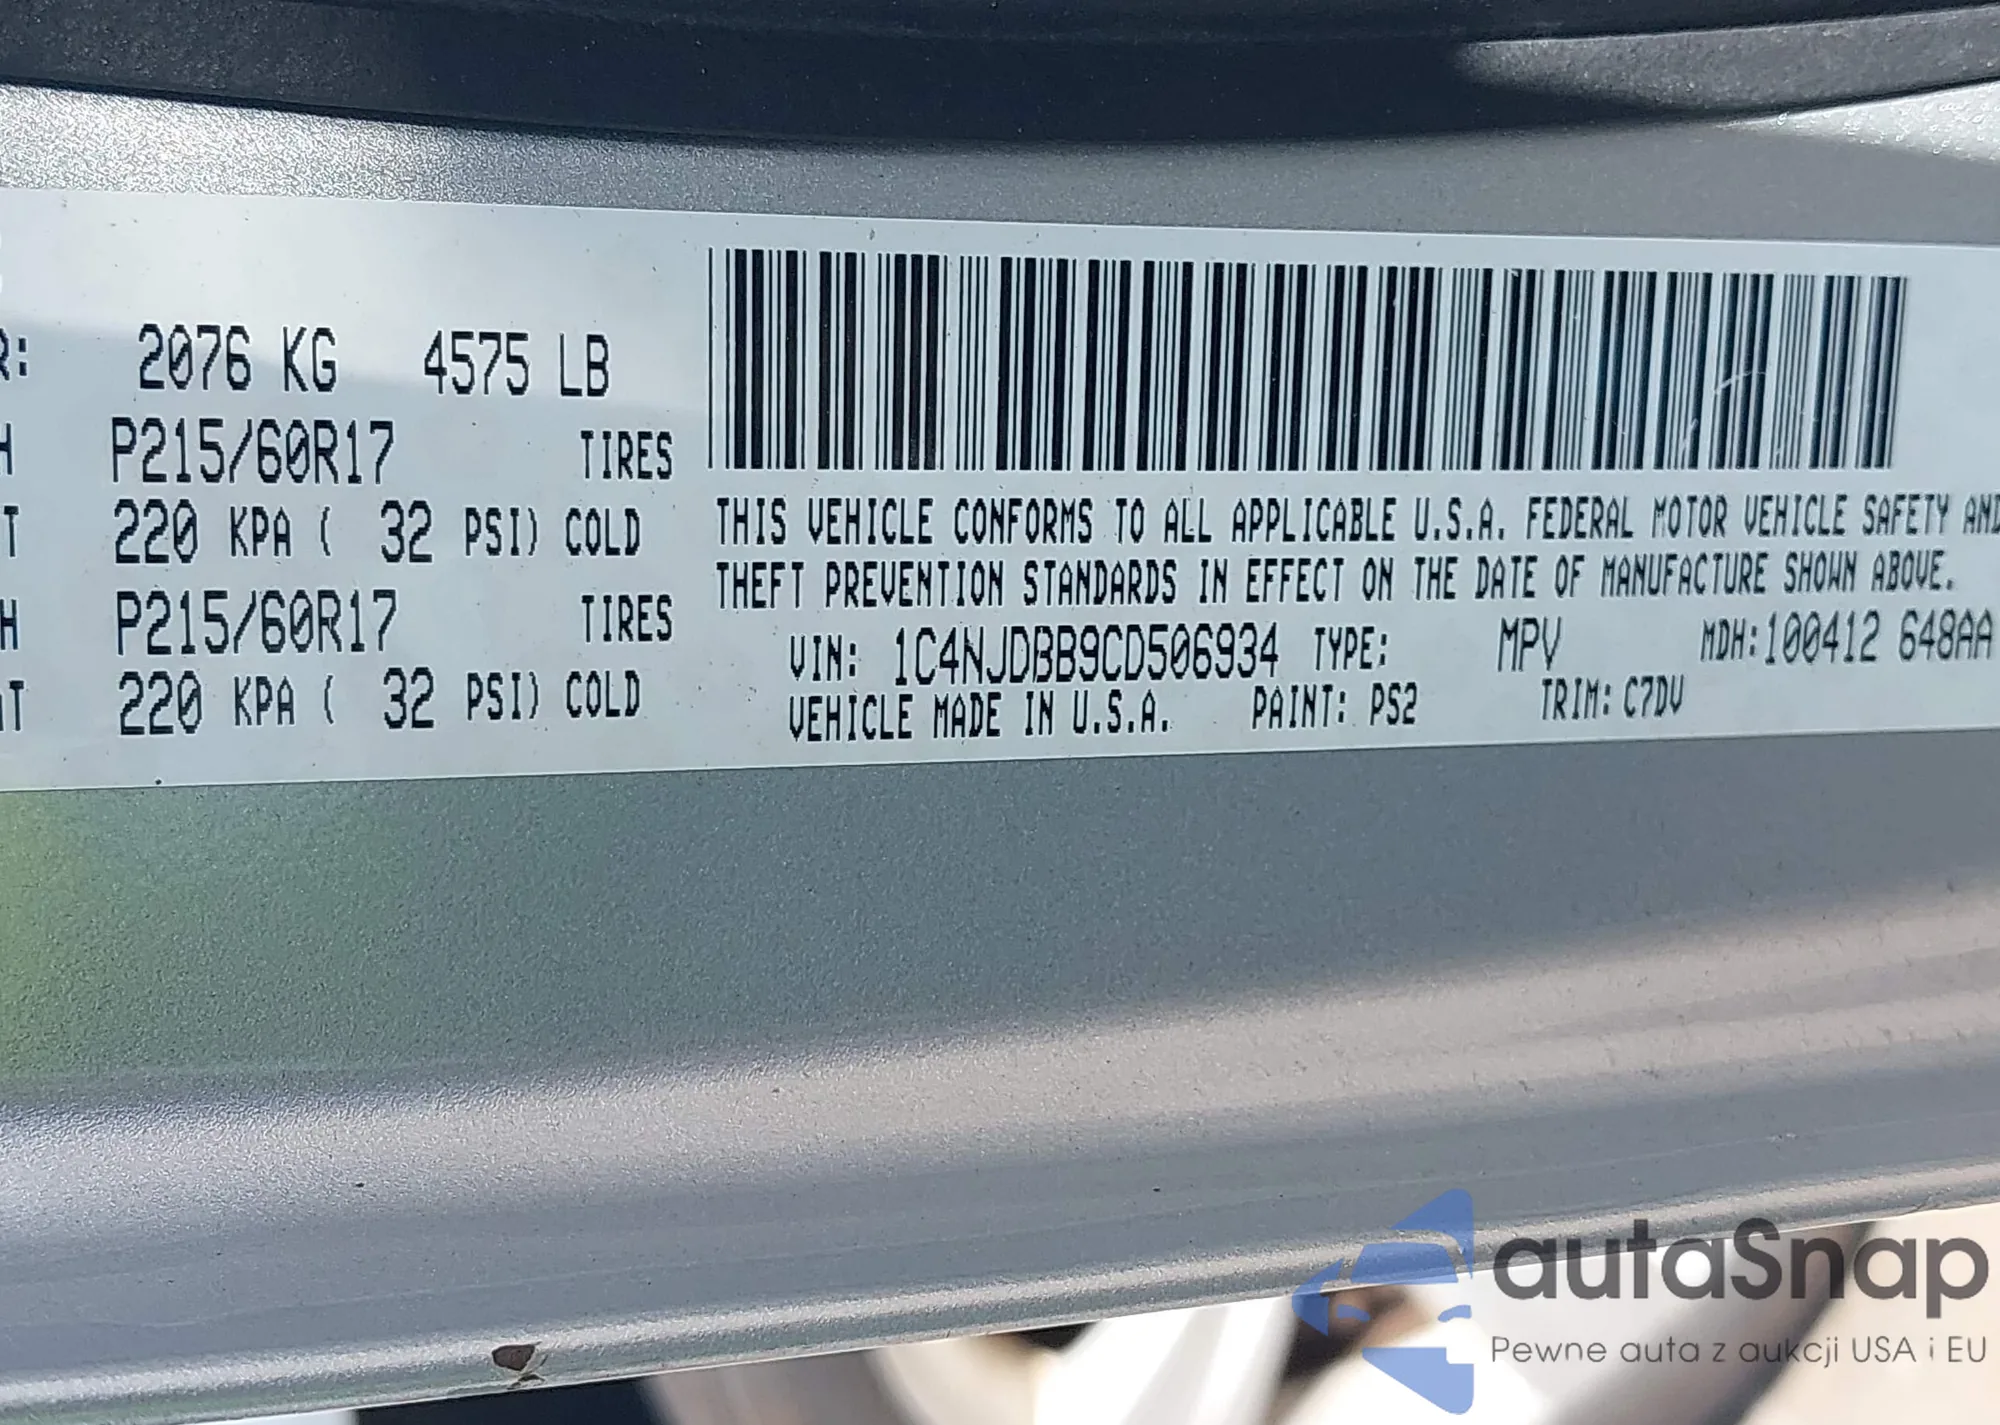 R: 2076 KG 4575 LB
H P215/60R17 TIRES
T 220 KPA ( 32 PSI) COLD
H P215/60R17 TIRES
AT 220 KPA ( 32 PSI) COLD
THIS VEHICLE CONFORMS TO ALL APPLICABLE U.S.A. FEDERAL MOTOR VEHICLE SAFETY AND
THEFT PREVENTION STANDARDS IN EFFECT ON THE DATE OF MANUFACTURE SHOWN ABOVE.
VIN: 1C4NJDBB9CD506934 TYPE: MPV MDH:100412 648AA
VEHICLE MADE IN U.S.A. PAINT: PS2 TRIM: C7DV
autoSnap
Pewne auta z aukcji USA i EU